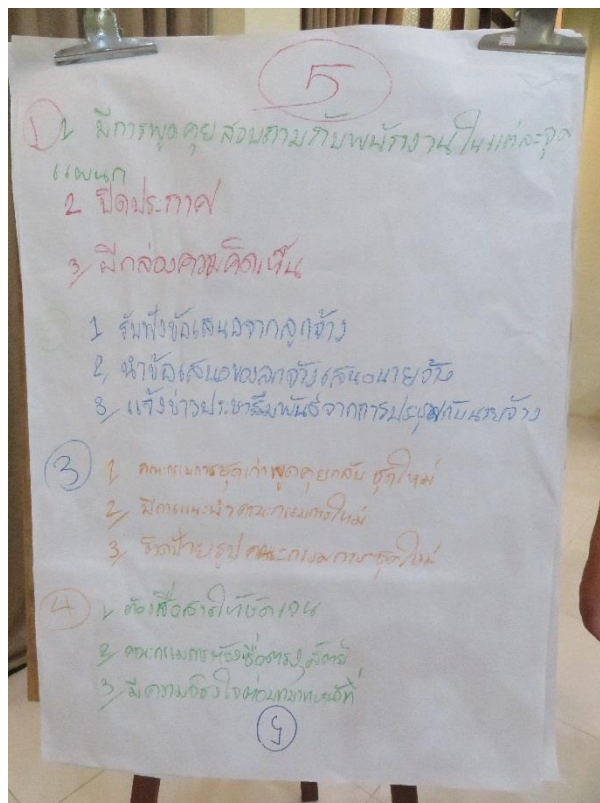 5
① 1 มีการพูดคุยสอบถามกับพนักงานในแต่ละจุด
แผนก
2 ปิดประกาศ
3/ มีกล่องความคิดเห็น
1 รับฟังข้อเสนอจากลูกจ้าง
2/ นำข้อเสนอของลูกจ้างเสนอนายจ้าง
3/ แจ้งข่าวประชาสัมพันธ์จากการประชุมกับนายจ้าง
③ 1 คณะกรรมการชุดเก่าพูดคุยกับ ชุดใหม่
2/ มีการแนะนำคณะกรรมการใหม่
3/ ติดป้ายรูปคณะกรรมการชุดใหม่
④ 1/ ต้องสื่อสารให้ชัดเจน
2/ คณะกรรมการต้องซื่อตรง, สัตย์
3/ มีความจริงใจต่อบทบาทหน้าที่